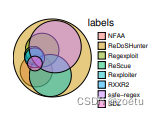 labels
NFAA
ReDoSHunter
Regexploit
ReScue
Rexploiter
RXXR2
safe-regex
SDL